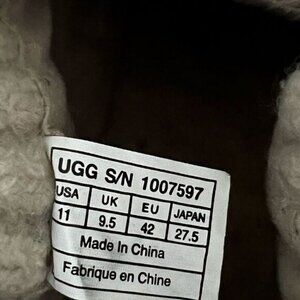 UGG S/N 1007597
USA UK EU JAPAN
11 9.5 42 27.5
Made In China
Fabrique en Chine